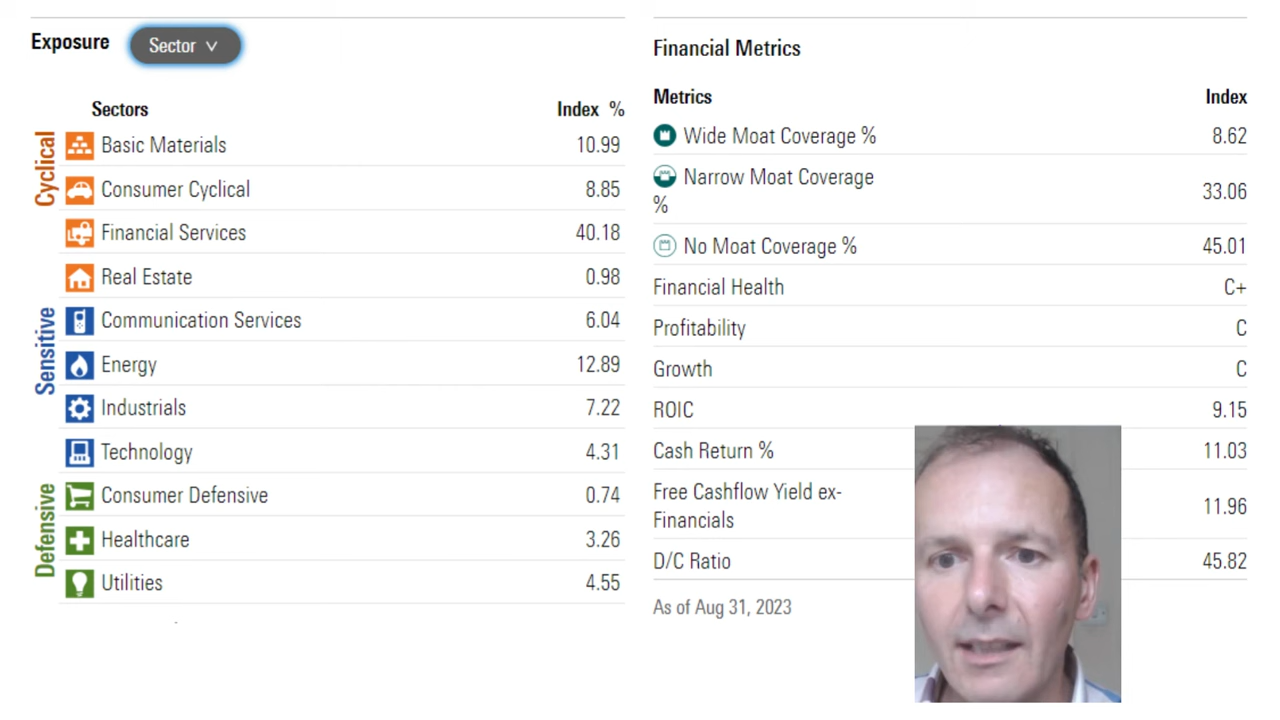 Exposure
Sector
Sectors Index %
Cyclical
Basic Materials 10.99
Consumer Cyclical 8.85
Financial Services 40.18
Real Estate 0.98
Sensitive
Communication Services 6.04
Energy 12.89
Industrials 7.22
Technology 4.31
Defensive
Consumer Defensive 0.74
Healthcare 3.26
Utilities 4.55
Financial Metrics
Metrics Index
Wide Moat Coverage % 8.62
Narrow Moat Coverage
% 33.06
No Moat Coverage % 45.01
Financial Health C+
Profitability C
Growth C
ROIC 9.15
Cash Return % 11.03
Free Cashflow Yield ex-
Financials 11.96
D/C Ratio 45.82
As of Aug 31, 2023